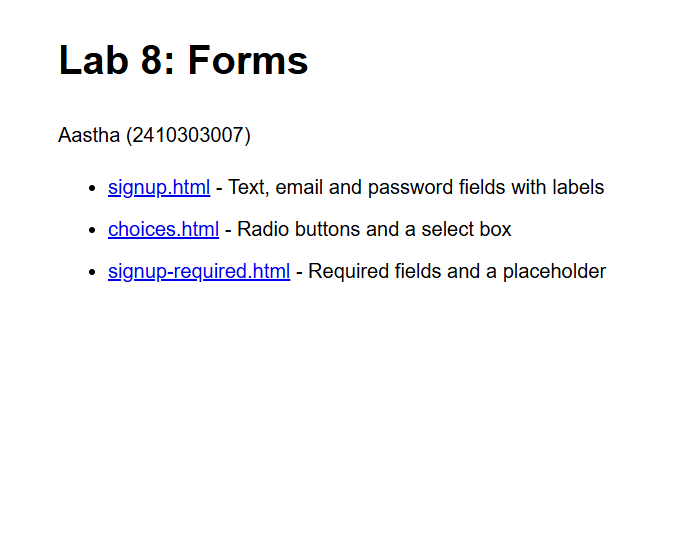 Lab 8: Forms
Aastha (2410303007)
• signup.html - Text, email and password fields with labels
• choices.html - Radio buttons and a select box
• signup-required.html - Required fields and a placeholder